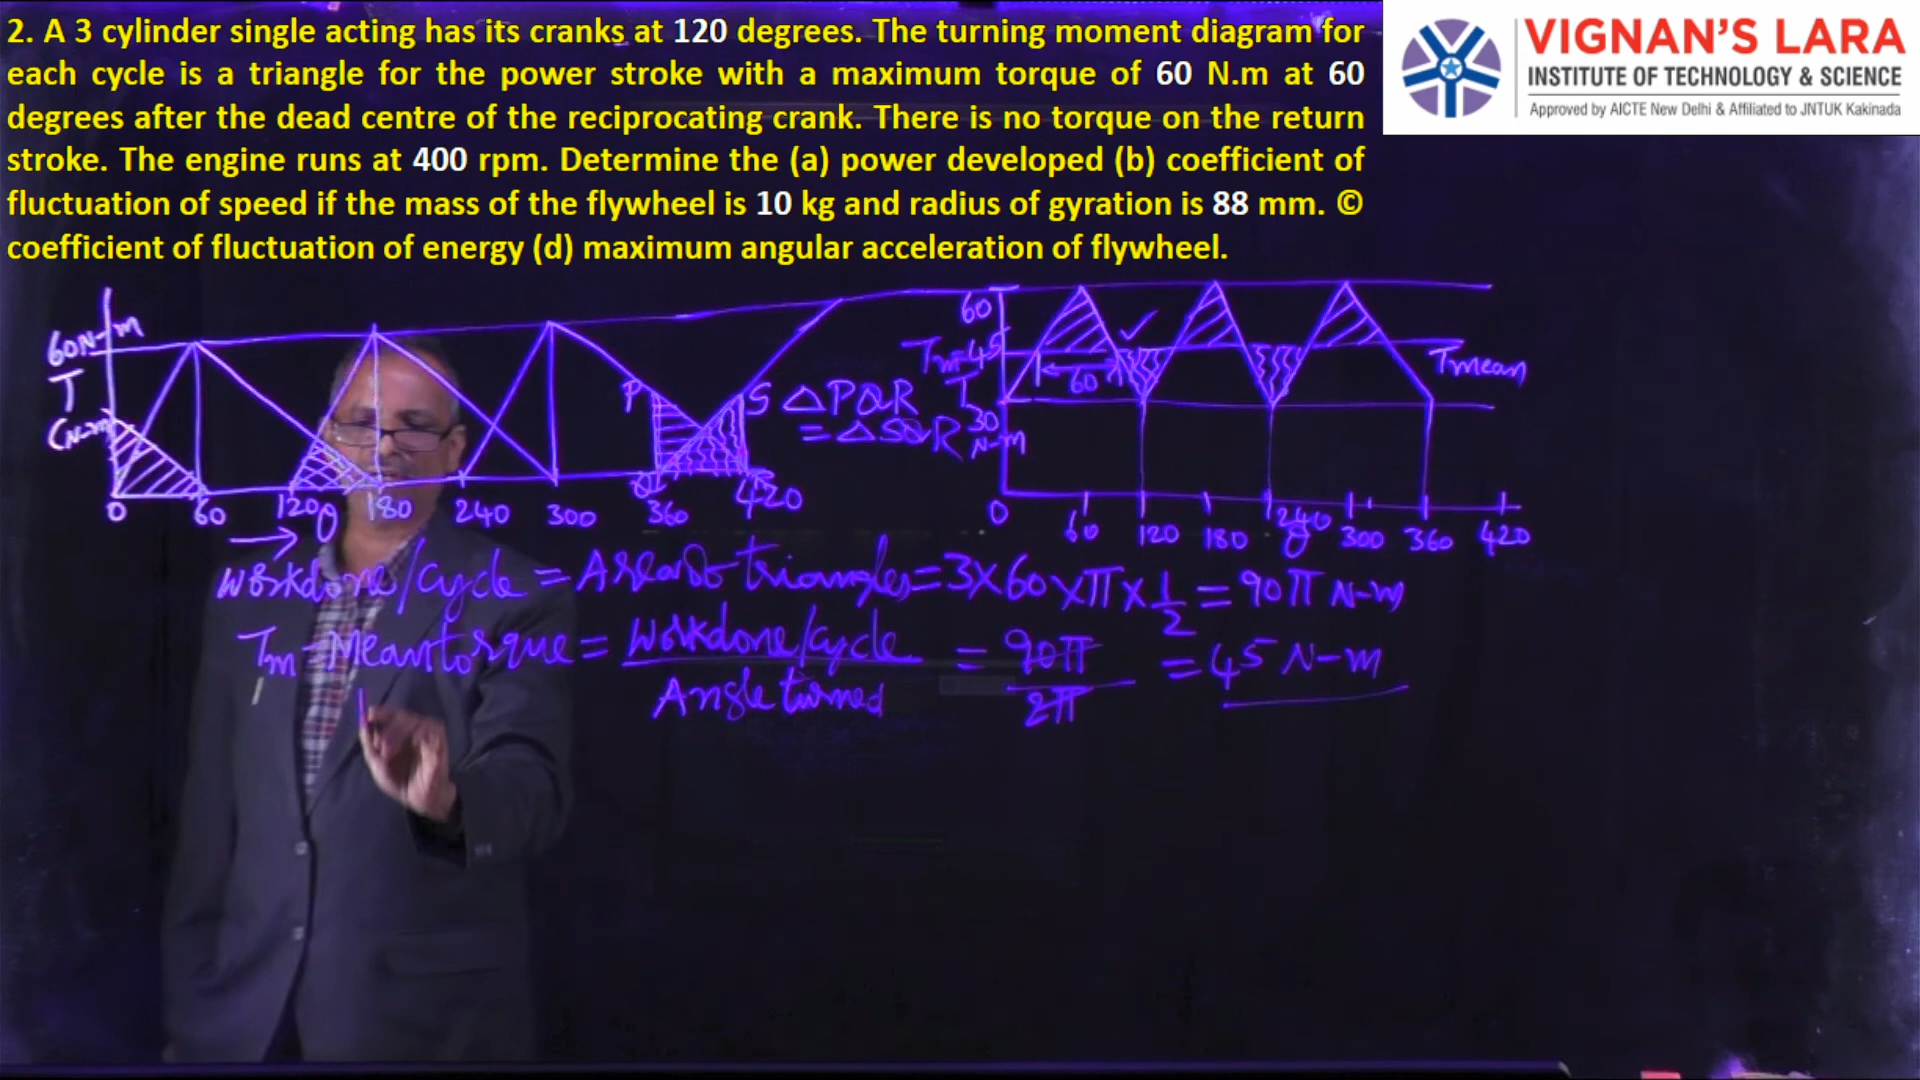 2. A 3 cylinder single acting has its cranks at 120 degrees. The turning moment diagram for
each cycle is a triangle for the power stroke with a maximum torque of 60 N.m at 60
degrees after the dead centre of the reciprocating crank. There is no torque on the return
stroke. The engine runs at 400 rpm. Determine the (a) power developed (b) coefficient of
fluctuation of speed if the mass of the flywheel is 10 kg and radius of gyration is 88 mm. ©
coefficient of fluctuation of energy (d) maximum angular acceleration of flywheel.
VIGNAN'S LARA
INSTITUTE OF TECHNOLOGY & SCIENCE
Approved by AICTE New Delhi & Affiliated to JNTUK Kakinada
60N-m
T
(N-m)
P
S
△PQR
= △SQR
Q
R
0 60 120 θ 180 240 300 360 420
60
Tm=45
T
30
N-m
60
Tmean
0 60 120 180 240 θ 300 360 420
Workdone/cycle = Area of triangles = 3×60×π×1/2 = 90π N-m
Tm = Mean torque = Workdone/cycle / Angle turned = 90π / 2π = 45 N-m